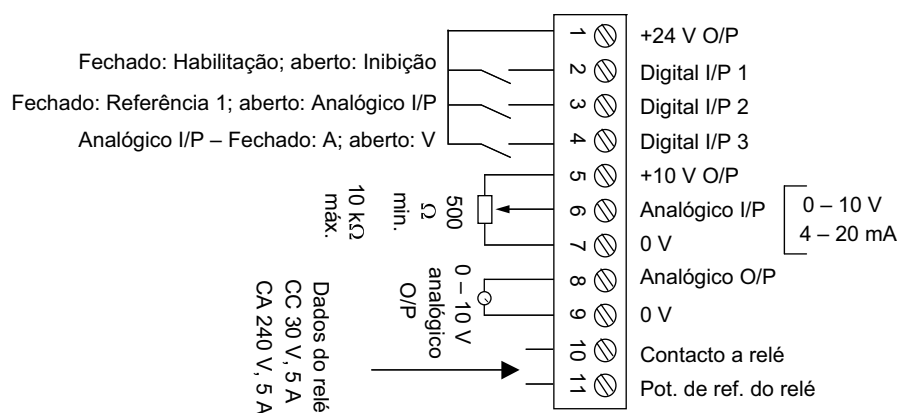 1 +24 V O/P
Fechado: Habilitação; aberto: Inibição
2 Digital I/P 1
Fechado: Referência 1; aberto: Analógico I/P
3 Digital I/P 2
Analógico I/P – Fechado: A; aberto: V
4 Digital I/P 3
5 +10 V O/P
500
Ω
min.
10 kΩ
máx.
6 Analógico I/P
0 – 10 V
4 – 20 mA
7 0 V
0 – 10 V
analógico
O/P
8 Analógico O/P
9 0 V
Dados do relé
CC 30 V, 5 A
CA 240 V, 5 A
10 Contacto a relé
11 Pot. de ref. do relé